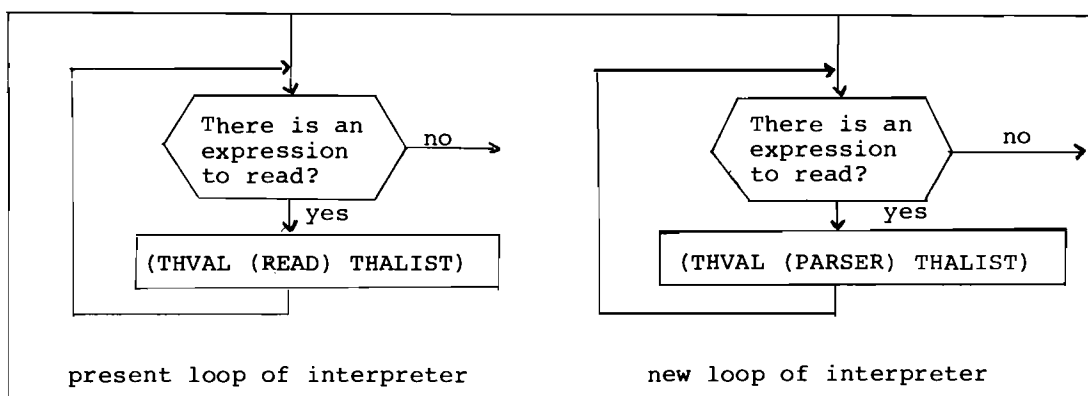 There is an
expression
to read?
no
yes
(THVAL (READ) THALIST)
present loop of interpreter
There is an
expression
to read?
no
yes
(THVAL (PARSER) THALIST)
new loop of interpreter